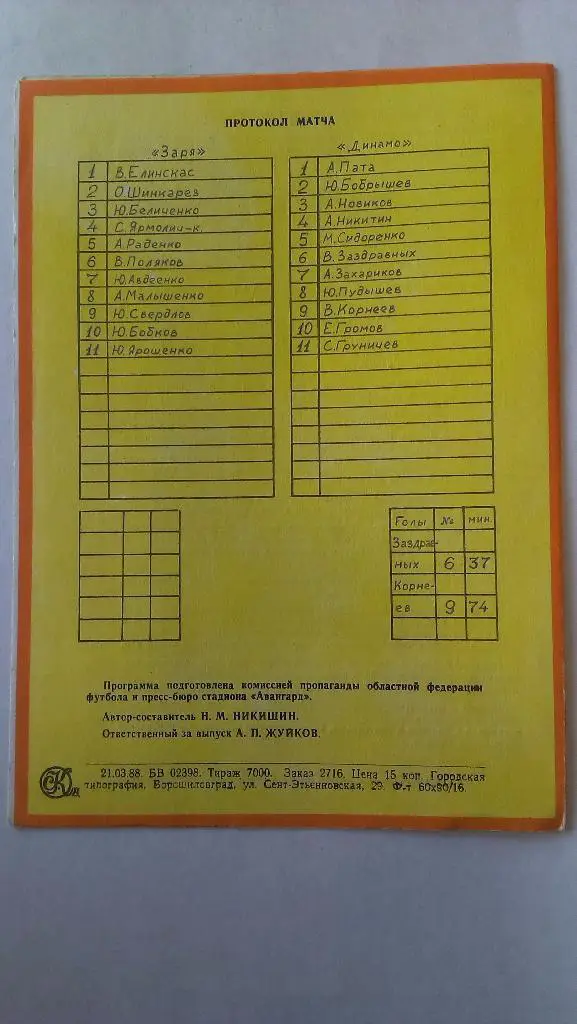 ПРОТОКОЛ МАТЧА
«Заря»
1 В.Елинскас
2 О.Шинкарев
3 Ю.Беличенко
4 С.Ярмолич-к.
5 А.Раденко
6 В.Поляков
7 Ю.Авдеенко
8 А.Малышенко
9 Ю.Свердлов
10 Ю.Бобков
11 Ю.Ярошенко
«Динамо»
1 А.Пата
2 Ю.Бобрышев
3 А.Новиков
4 А.Никитин
5 М.Сидоренко
6 В.Заздравных
7 А.Захариков
8 Ю.Пудышев
9 В.Корнеев
10 Е.Громов
11 С.Груничев
Голы № мин.
Заздрав-
ных 6 37
Корне-
ев 9 74
Программа подготовлена комиссией пропаганды областной федерации
футбола и пресс-бюро стадиона «Авангард».
Автор-составитель Н. М. НИКИШИН.
Ответственный за выпуск А. П. ЖУЙКОВ.
21.03.88. БВ 02398. Тираж 7000. Заказ 2716. Цена 15 коп. Городская
типография, Ворошиловград, ул. Сент-Этьенновская, 29. Ф-т 60х90/16.